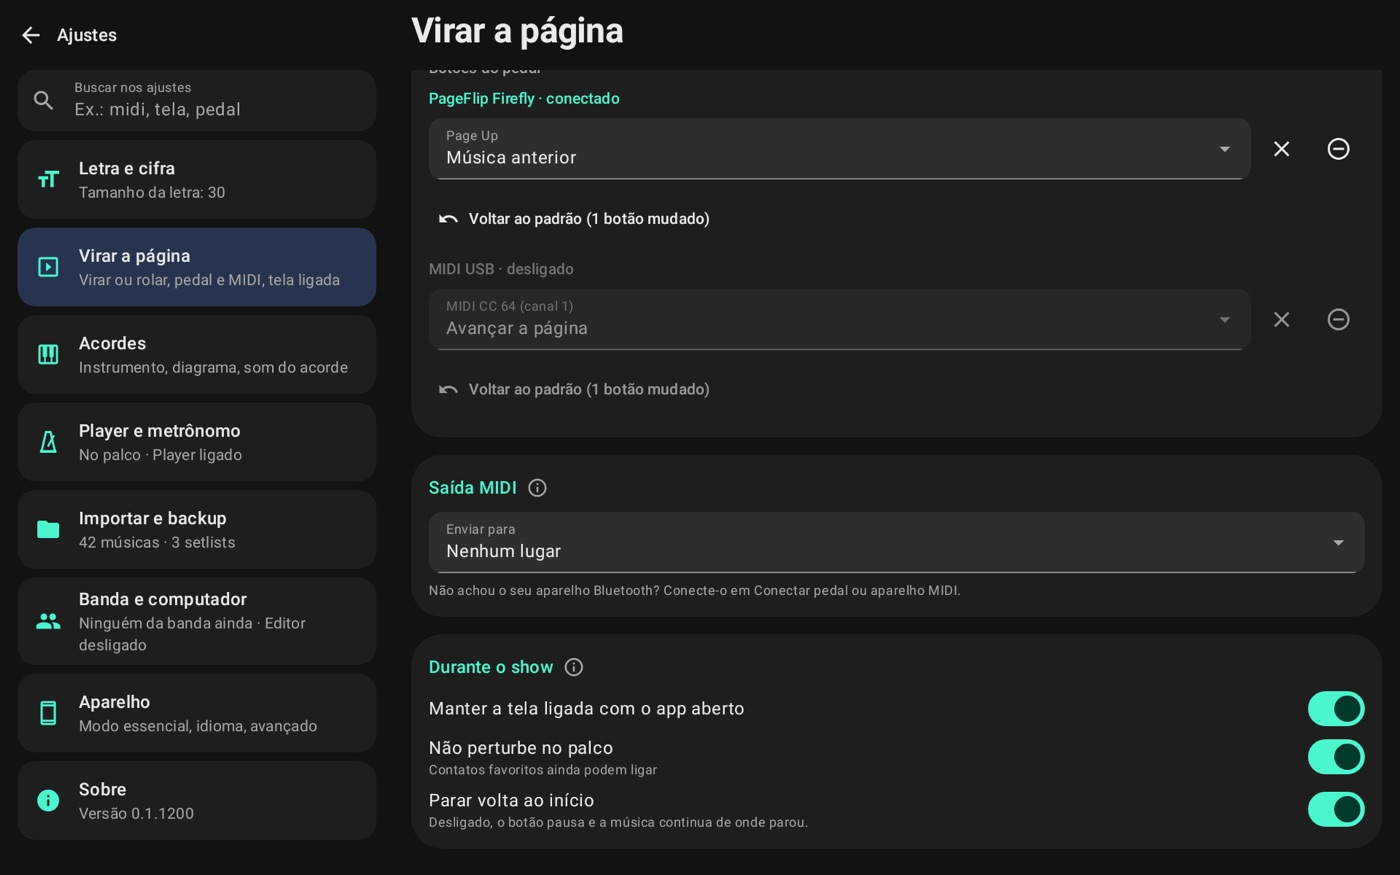 Ajustes
Buscar nos ajustes
Ex.: midi, tela, pedal
Letra e cifra
Tamanho da letra: 30
Virar a página
Virar ou rolar, pedal e MIDI, tela ligada
Acordes
Instrumento, diagrama, som do acorde
Player e metrônomo
No palco · Player ligado
Importar e backup
42 músicas · 3 setlists
Banda e computador
Ninguém da banda ainda · Editor
desligado
Aparelho
Modo essencial, idioma, avançado
Sobre
Versão 0.1.1200
Virar a página
Botões do pedal
PageFlip Firefly · conectado
Page Up
Música anterior
Voltar ao padrão (1 botão mudado)
MIDI USB · desligado
MIDI CC 64 (canal 1)
Avançar a página
Voltar ao padrão (1 botão mudado)
Saída MIDI
Enviar para
Nenhum lugar
Não achou o seu aparelho Bluetooth? Conecte-o em Conectar pedal ou aparelho MIDI.
Durante o show
Manter a tela ligada com o app aberto
Não perturbe no palco
Contatos favoritos ainda podem ligar
Parar volta ao início
Desligado, o botão pausa e a música continua de onde parou.